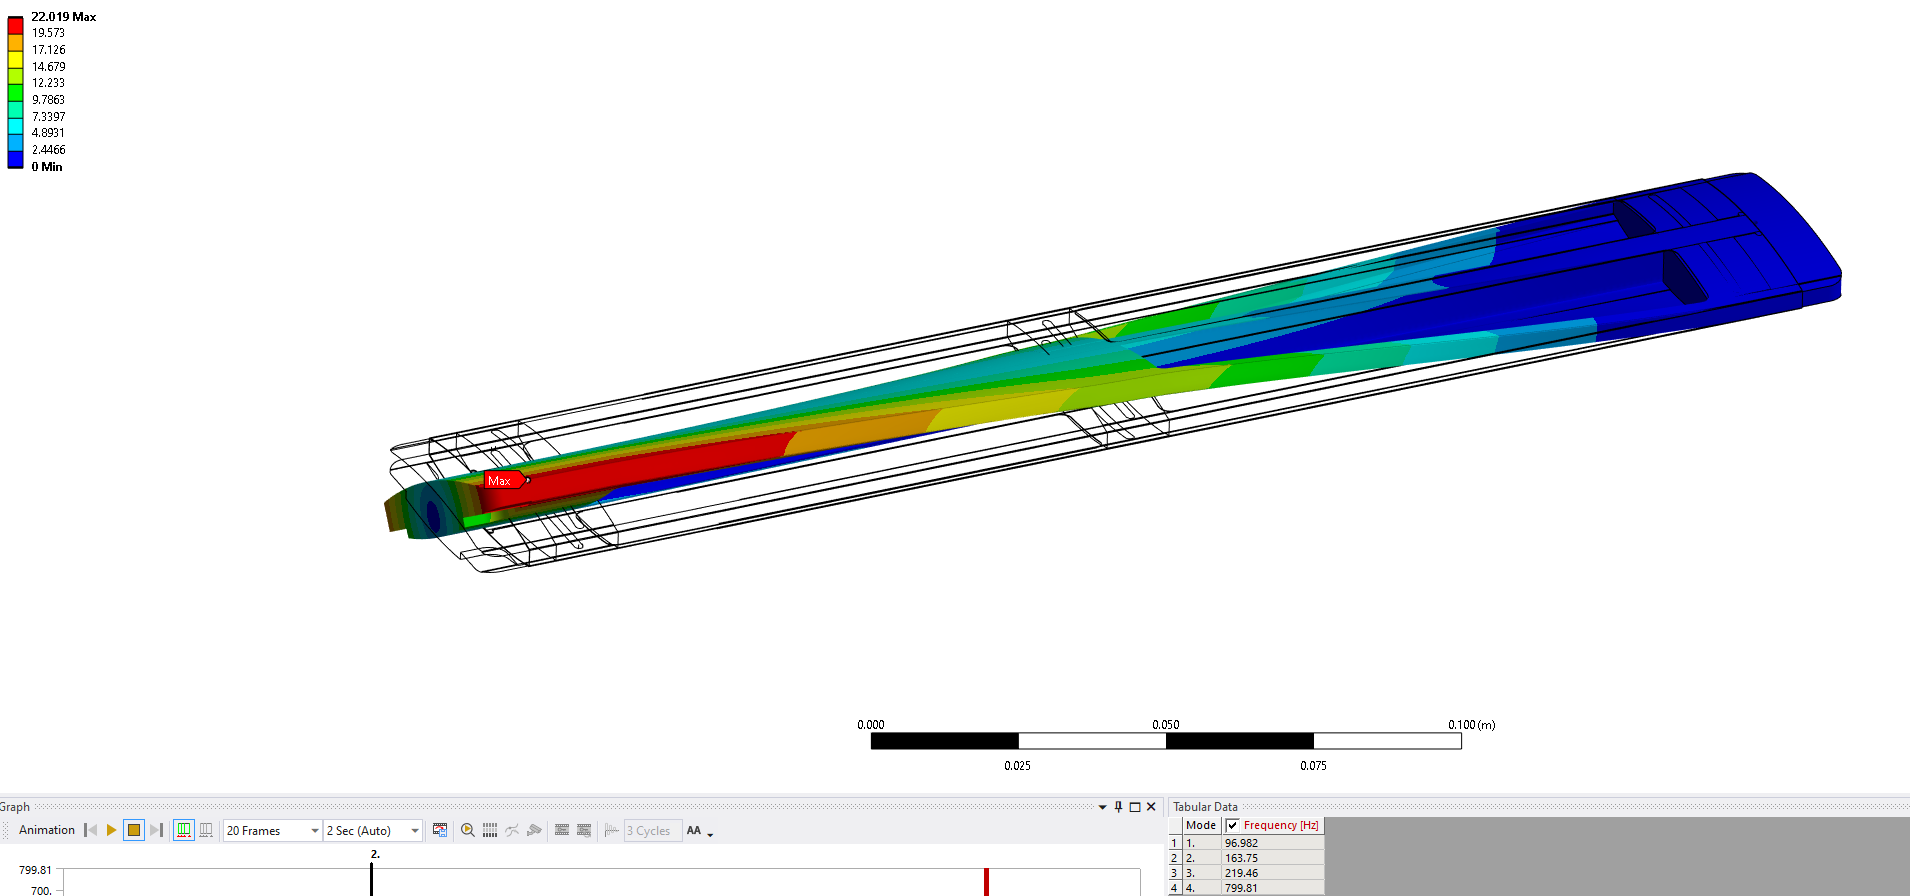 22.019 Max
19.573
17.126
14.679
12.233
9.7863
7.3397
4.8931
2.4466
0 Min
Max
0.000 0.050 0.100 (m)
0.025 0.075
Graph
Tabular Data
Animation 20 Frames 2 Sec (Auto) 3 Cycles AA
Mode Frequency [Hz]
1 1. 96.982
2 2. 163.75
3 3. 219.46
4 4. 799.81
2.
799.81
700.